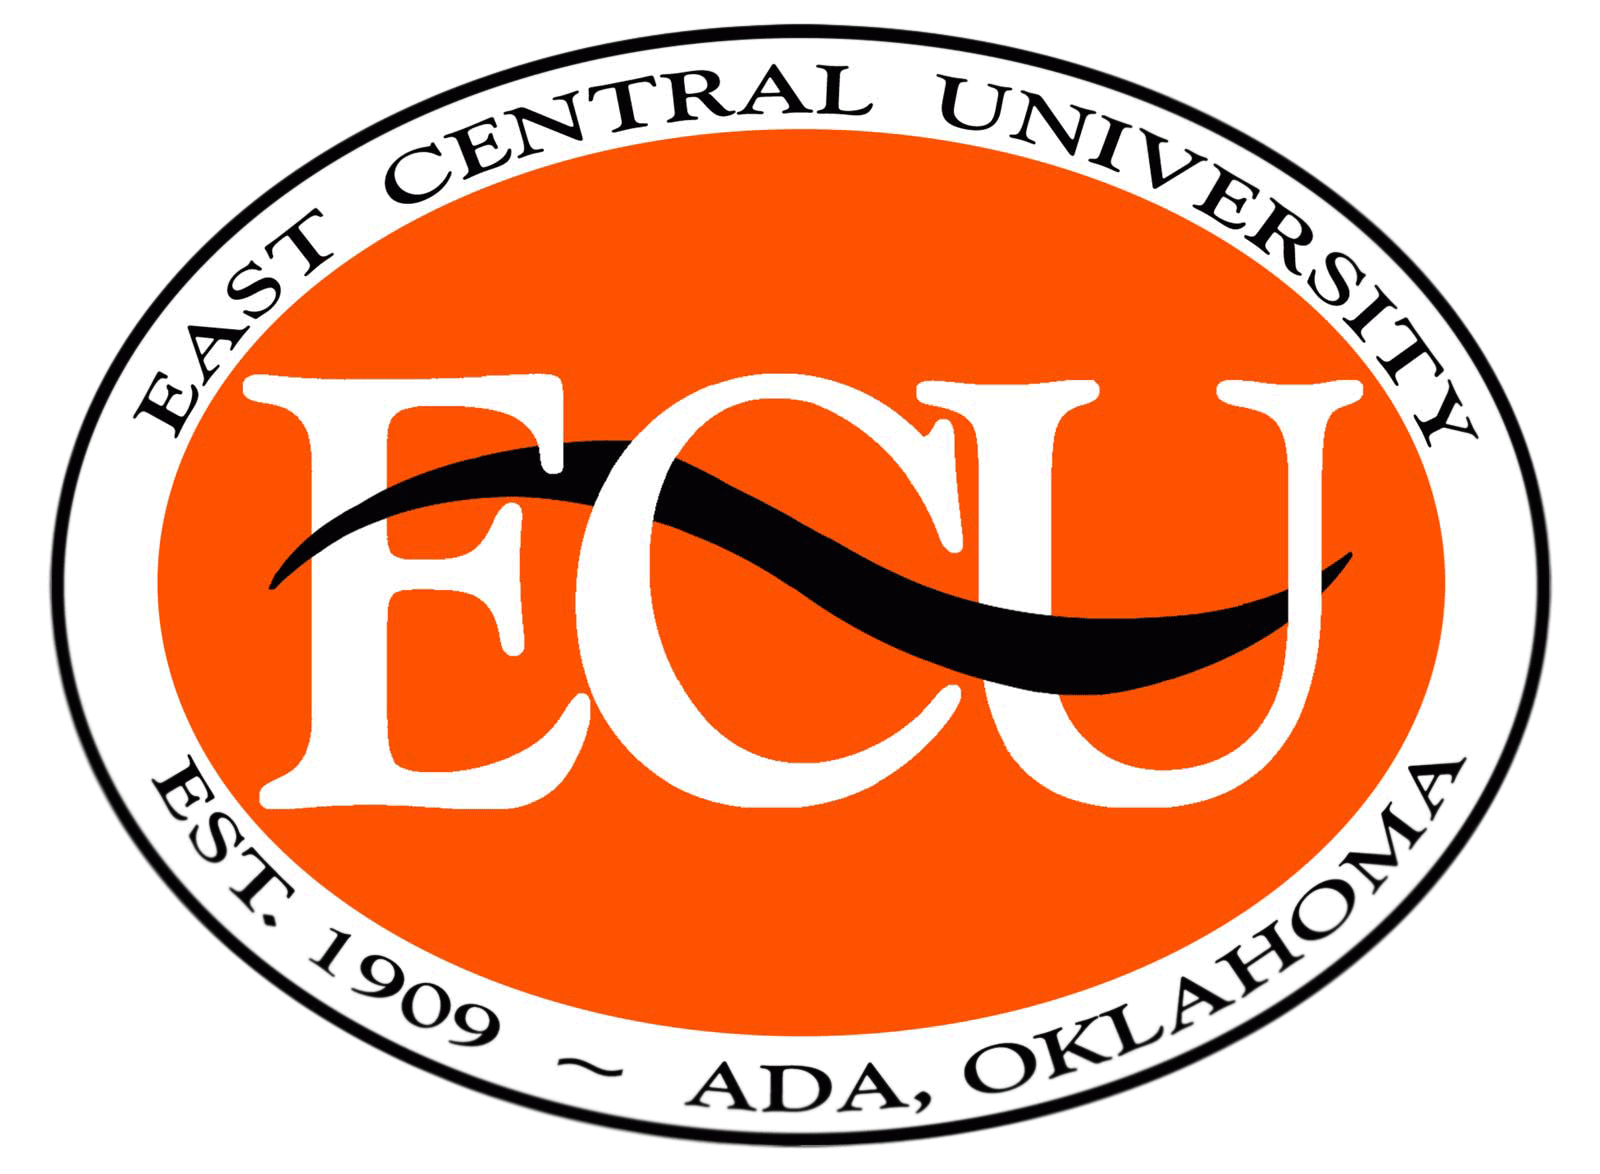 EAST CENTRAL UNIVERSITY
ECU
EST. 1909 ~ ADA, OKLAHOMA